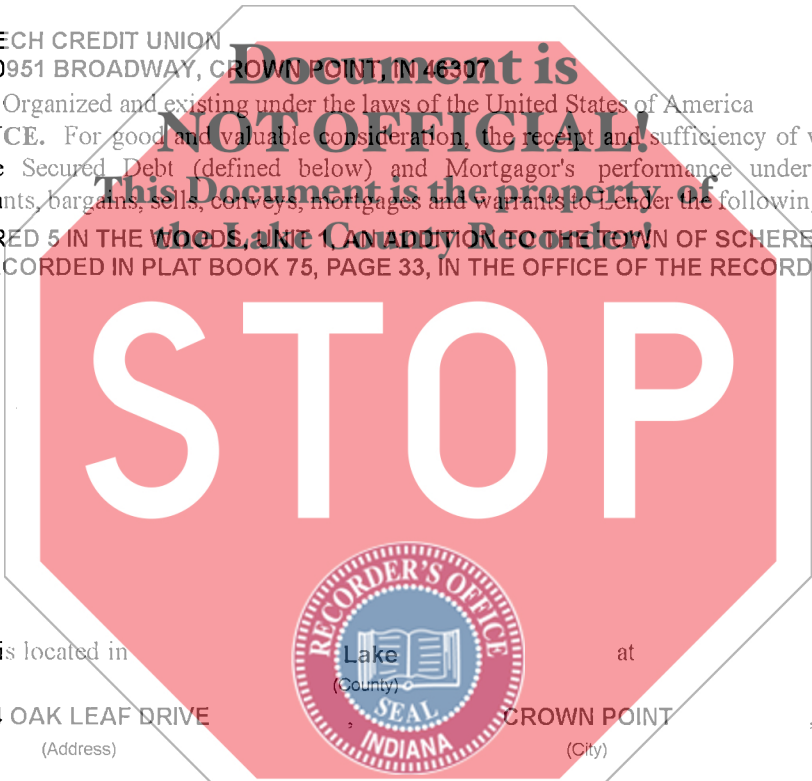 ECH CREDIT UNION
0951 BROADWAY, CROWN POINT, IN 46307
Document is
Organized and existing under the laws of the United States of America
NOT OFFICIAL!
CE. For good and valuable consideration, the receipt and sufficiency of
Secured Debt (defined below) and Mortgagor's performance under
This Document is the property of
nts, bargains, sells, conveys, mortgages and warrants to Lender the followin
the Lake County Recorder!
RED 5 IN THE WOODS, UNIT 1, AN ADDITION TO THE TOWN OF SCHERE
CORDED IN PLAT BOOK 75, PAGE 33, IN THE OFFICE OF THE RECORD
STOP
RECORDER'S OFFICE
SEAL
INDIANA
is located in Lake at
(County)
OAK LEAF DRIVE , CROWN POINT ,
(Address) (City)